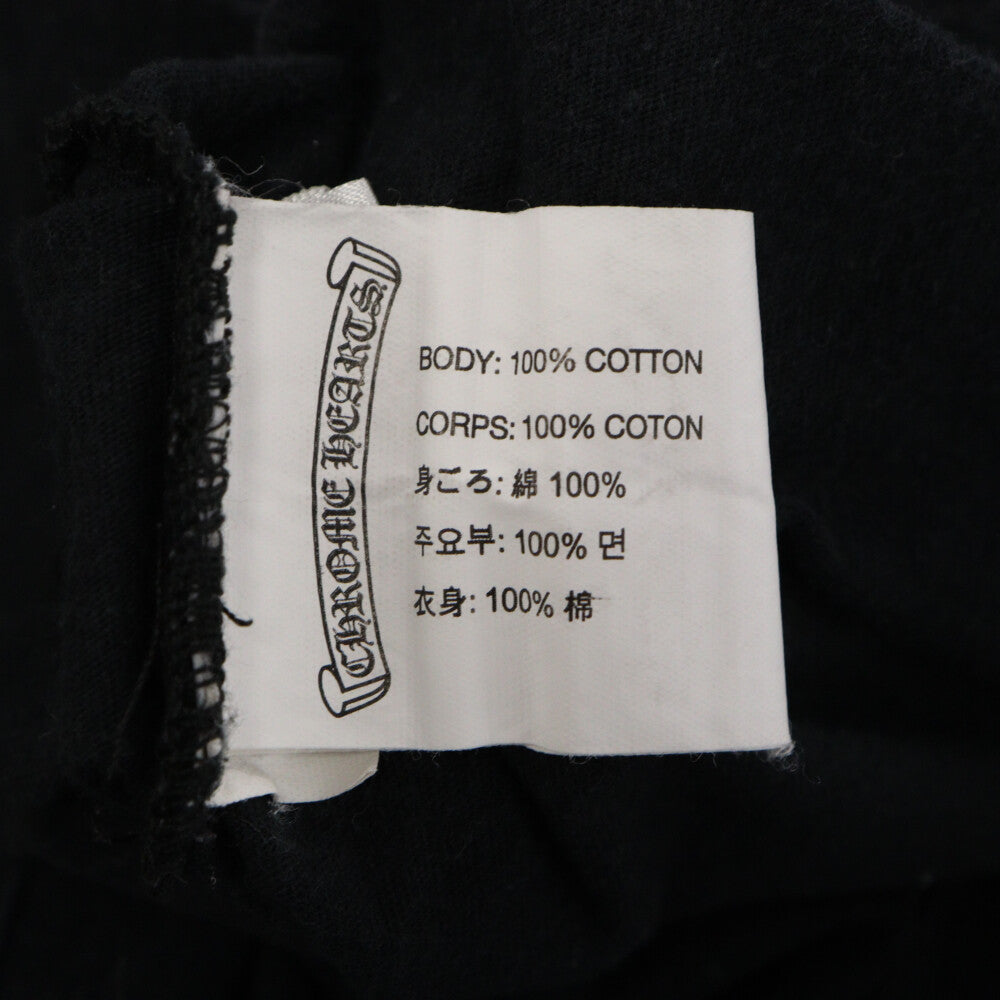 CHROME HEARTS
BODY: 100% COTTON
CORPS: 100% COTON
身ごろ: 綿 100%
주요부: 100% 면
衣身: 100% 棉